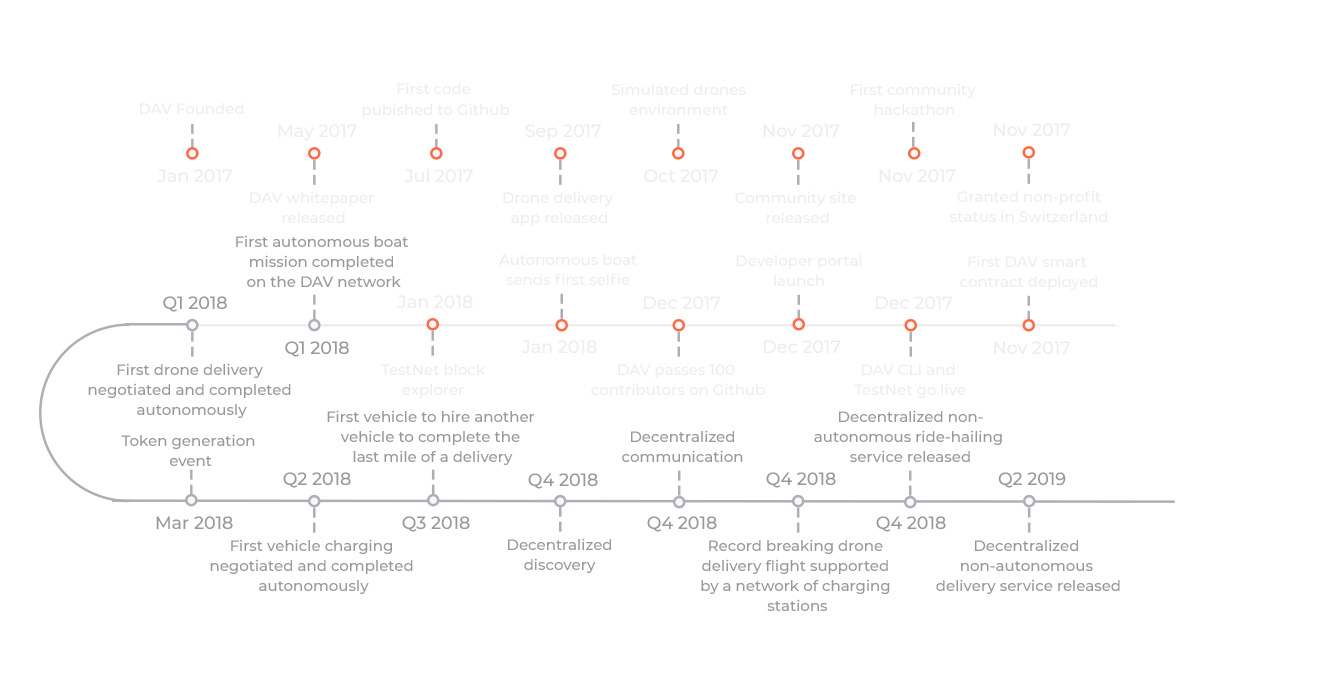 DAV Founded
Jan 2017
May 2017
DAV whitepaper
released
First code
pubished to Github
Jul 2017
Sep 2017
Drone delivery
app released
Simulated drones
environment
Oct 2017
Nov 2017
Community site
released
First community
hackathon
Nov 2017
Nov 2017
Granted non-profit
status in Switzerland
First DAV smart
contract deployed
Nov 2017
Dec 2017
DAV CLI and
TestNet go live
Developer portal
launch
Dec 2017
Dec 2017
DAV passes 100
contributors on Github
Autonomous boat
sends first selfie
Jan 2018
Jan 2018
TestNet block
explorer
First autonomous boat
mission completed
on the DAV network
Q1 2018
Q1 2018
First drone delivery
negotiated and completed
autonomously
Token generation
event
Mar 2018
Q2 2018
First vehicle charging
negotiated and completed
autonomously
First vehicle to hire another
vehicle to complete the
last mile of a delivery
Q3 2018
Q4 2018
Decentralized
discovery
Decentralized
communication
Q4 2018
Q4 2018
Record breaking drone
delivery flight supported
by a network of charging
stations
Decentralized non-
autonomous ride-hailing
service released
Q4 2018
Q2 2019
Decentralized
non-autonomous
delivery service released